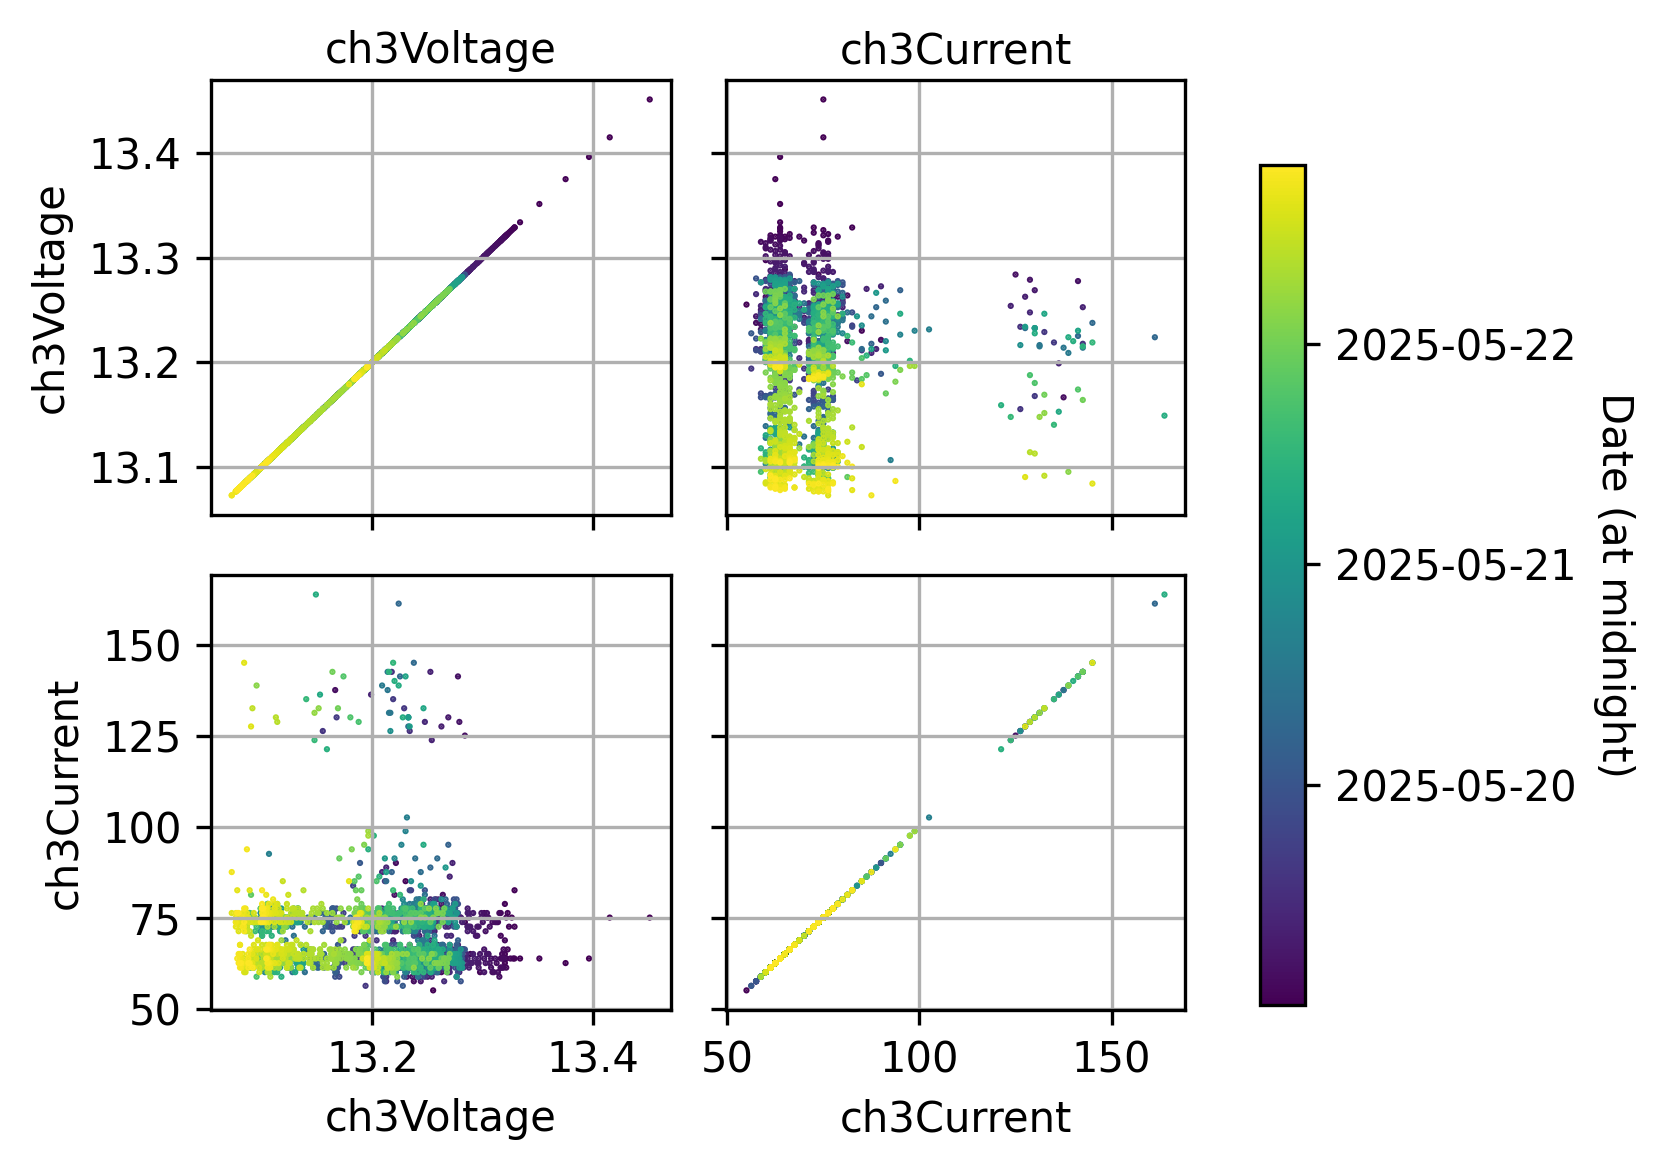 ch3Voltage
ch3Current
ch3Voltage
13.4
13.3
13.2
13.1
ch3Current
150
125
100
75
50
13.2
13.4
50
100
150
ch3Voltage
ch3Current
2025-05-22
2025-05-21
2025-05-20
Date (at midnight)